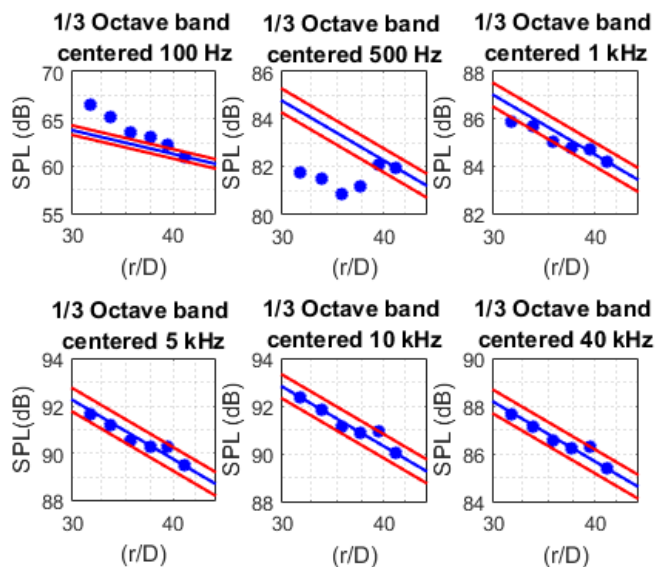 1/3 Octave band
centered 100 Hz
70
65
60
55
SPL (dB)
30
40
(r/D)
1/3 Octave band
centered 500 Hz
86
84
82
80
SPL (dB)
30
40
(r/D)
1/3 Octave band
centered 1 kHz
88
86
84
82
SPL (dB)
30
40
(r/D)
1/3 Octave band
centered 5 kHz
94
92
90
88
SPL(dB)
30
40
(r/D)
1/3 Octave band
centered 10 kHz
94
92
90
88
SPL (dB)
30
40
(r/D)
1/3 Octave band
centered 40 kHz
90
88
86
84
SPL (dB)
30
40
(r/D)